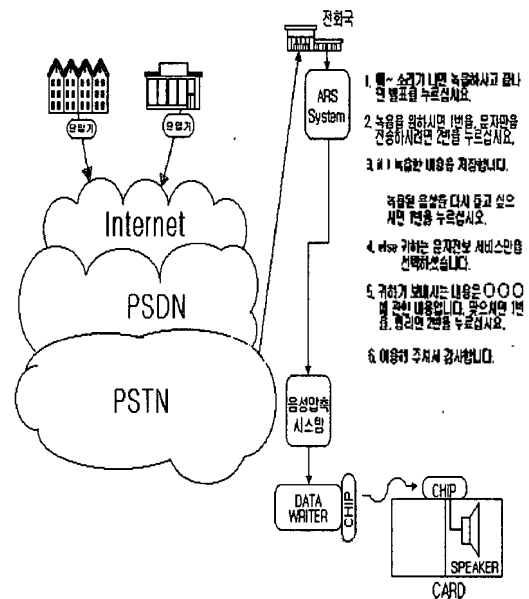 전화국
ARS
System
Internet
PSDN
PSTN
음성압축
시스템
DATA
WRITER
CHIP
CHIP
SPEAKER
CARD
1. 삐~ 소리가 나면 녹음하시고 끝나
면 별표를 누르십시요.
2. 녹음을 원하시면 1번을, 문자만을
전송하시려면 2번을 누르십시요.
3. if 1 녹음한 내용을 저장합니다.
녹음된 음성을 다시 듣고 싶으
시면 1번을 누르십시오.
4. else 귀하는 문자전보 서비스만을
선택하셨습니다.
5. 귀하가 보내시는 내용은 ○○○
에 관한 내용입니다. 맞으시면 1번
을, 틀리면 2번을 누르십시요.
6. 이용해 주셔서 감사합니다.